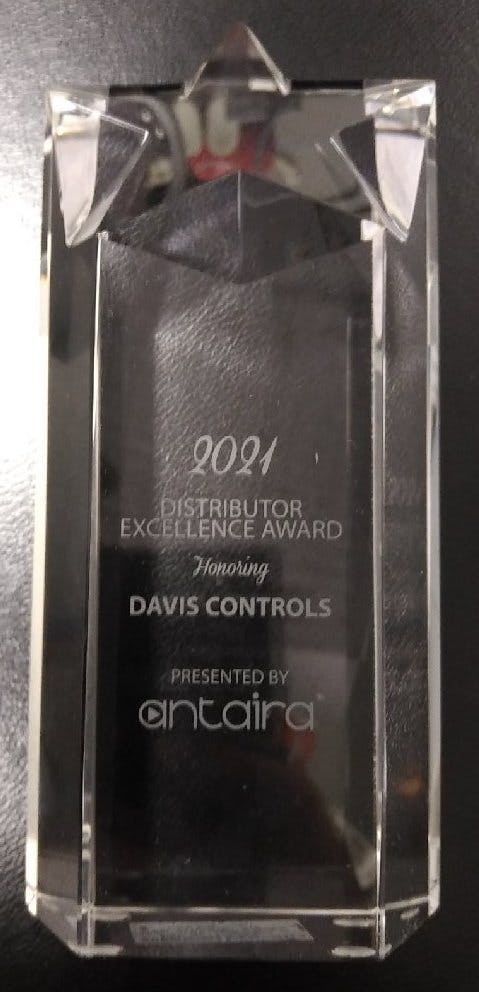 2021
DISTRIBUTOR
EXCELLENCE AWARD
Honoring
DAVIS CONTROLS
PRESENTED BY
antaira